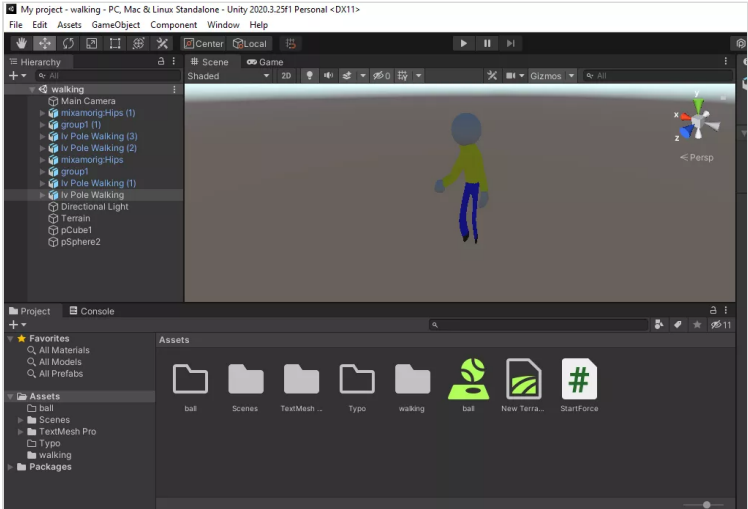 My project - walking - PC, Mac & Linux Standalone - Unity 2020.3.25f1 Personal <DX11>
File Edit Assets GameObject Component Window Help
Center Local
Hierarchy
All
walking
Main Camera
mixamorig:Hips (1)
group1 (1)
Iv Pole Walking (3)
Iv Pole Walking (2)
mixamorig:Hips
group1
Iv Pole Walking (1)
Iv Pole Walking
Directional Light
Terrain
pCube1
pSphere2
# Scene Game
Shaded 2D 0 Gizmos All
y
x
z
< Persp
Project Console
11
Favorites
All Materials
All Models
All Prefabs
Assets
ball
Scenes
TextMesh Pro
Typo
walking
Packages
Assets
ball Scenes TextMesh ... Typo walking ball New Terra... StartForce